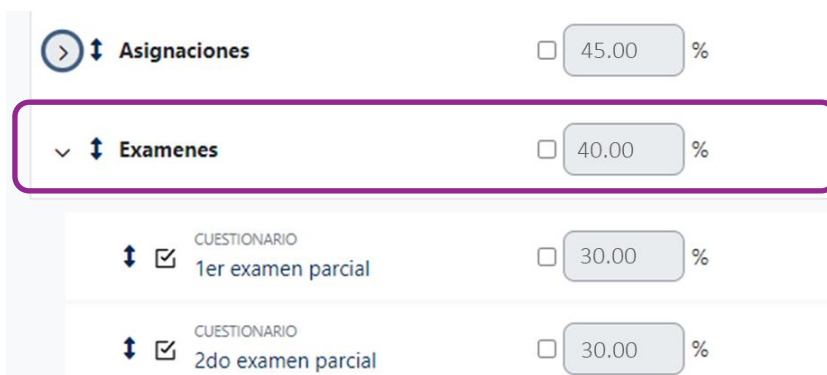 Asignaciones 45.00 %
Examenes 40.00 %
CUESTIONARIO
1er examen parcial 30.00 %
CUESTIONARIO
2do examen parcial 30.00 %